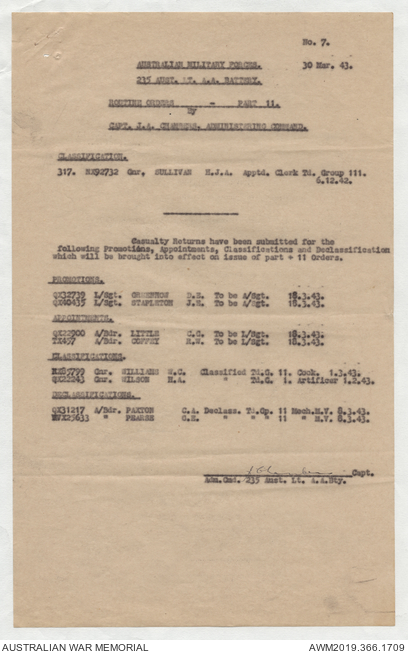 No. 7.
AUSTRALIAN MILITARY FORCES. 30 Mar. 43.
235 AUST. LT. A.A. BATTERY.
ROUTINE ORDERS - PART 11.
by
CAPT. J.A. CHAMBERS, ADMINISTERING COMMAND.
CLASSIFICATION.
317. Gnr, SULLIVAN M.J.A. Apptd. Clerk Td. Group 111.
6.12.42.
Casualty Returns have been submitted for the
following Promotions, Appointments, Classifications and Declassification
which will be brought into effect on issue of part - 11 Orders.
PROMOTIONS.
QX32739 L/Sgt. D.E. To be A/Sgt. 18.3.43.
L/Sgt. STAPLETON J.H. To be A/Sgt. 18.3.43.
APPOINTMENTS.
QX22900 A/Bdr. LITTLE C.G. To be L/Sgt. 18.3.43.
TX457 A/Bdr. COFFEY R.W. To be L/Sgt. 18.3.43.
CLASSIFICATIONS.
Gnr. WILLIAMS W.C. Classified Td.G. 11. Cook. 1.3.43.
QX22843 Gnr. WILSON H.A. " Td.G. 1. Artificer 1.2.43.
DECLASSIFICATIONS.
QX31217 A/Bdr. PAXTON C.A. Declass. Td.Gp. 11 Mech.M.V. 8.3.43.
" PEARSE G.H. " " " 11 " M.V. 8.3.43.
Capt.
Adm.Cmd. 235 Aust. Lt. A.A.Bty.
AUSTRALIAN WAR MEMORIAL AWM2019.366.1709